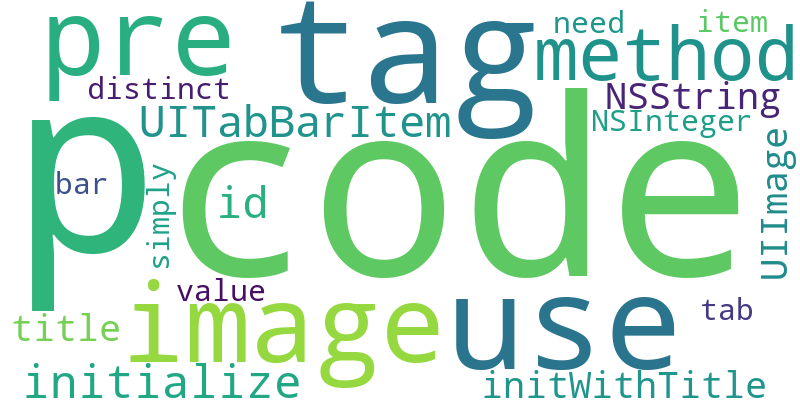 pre
tag
need
item
method
distinct
NSString
UITabBarItem
NSInteger
p
code
bar
simply
id
UIImage
value
image
use
tab
title
initialize
initWithTitle